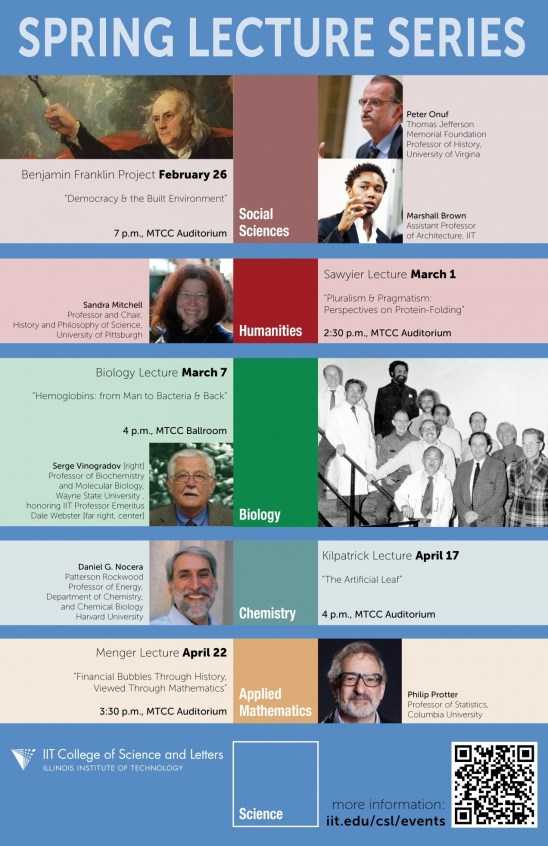 SPRING LECTURE SERIES
Benjamin Franklin Project February 26
"Democracy & the Built Environment"
7 p.m., MTCC Auditorium
Social
Sciences
Peter Onuf
Thomas Jefferson
Memorial Foundation
Professor of History,
University of Virgina
Marshall Brown
Assistant Professor
of Architecture, IIT
Sandra Mitchell
Professor and Chair,
History and Philosophy of Science,
University of Pittsburgh
Humanities
Sawyier Lecture March 1
"Pluralism & Pragmatism:
Perspectives on Protein-Folding"
2:30 p.m., MTCC Auditorium
Biology Lecture March 7
"Hemoglobins: from Man to Bacteria & Back"
4 p.m., MTCC Ballroom
Serge Vinogradov [right]
Professor of Biochemistry
and Molecular Biology,
Wayne State University ,
honoring IIT Professor Emeritus
Dale Webster [far right, center]
Biology
Daniel G. Nocera
Patterson Rockwood
Professor of Energy,
Department of Chemistry,
and Chemical Biology
Harvard University
Chemistry
Kilpatrick Lecture April 17
"The Artificial Leaf"
4 p.m., MTCC Auditorium
Menger Lecture April 22
"Financial Bubbles Through History,
Viewed Through Mathematics"
3:30 p.m., MTCC Auditorium
Applied
Mathematics
Philip Protter
Professor of Statistics,
Columbia University
IIT College of Science and Letters
ILLINOIS INSTITUTE OF TECHNOLOGY
Science
more information:
iit.edu/csl/events